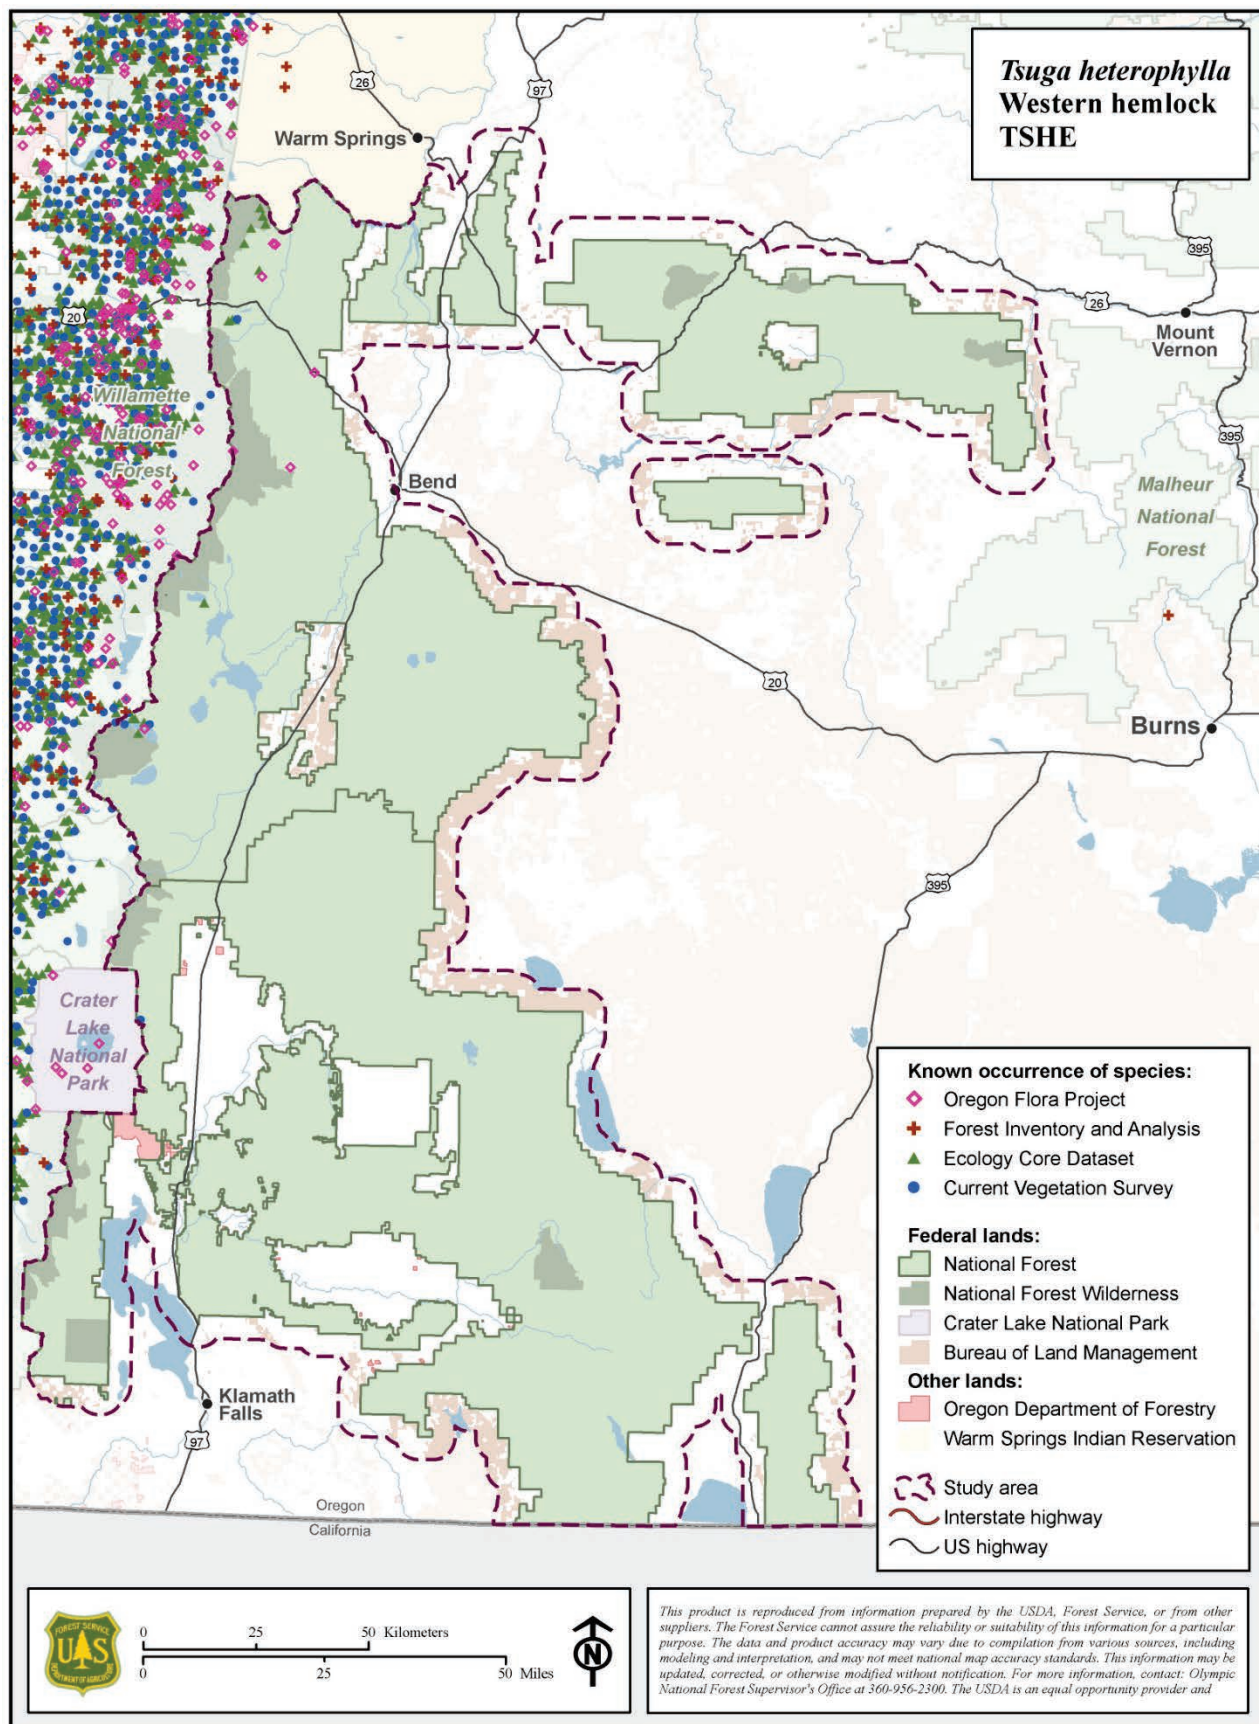 Tsuga heterophylla
Western hemlock
TSHE
26
97
Warm Springs
395
26
20
Mount
Vernon
Willamette
National
Forest
395
Bend
Malheur
National
Forest
20
Burns
395
Crater
Lake
National
Park
Klamath
Falls
97
Oregon
California
Known occurrence of species:
Oregon Flora Project
Forest Inventory and Analysis
Ecology Core Dataset
Current Vegetation Survey
Federal lands:
National Forest
National Forest Wilderness
Crater Lake National Park
Bureau of Land Management
Other lands:
Oregon Department of Forestry
Warm Springs Indian Reservation
Study area
Interstate highway
US highway
FOREST SERVICE
U S
DEPARTMENT OF AGRICULTURE
0 25 50 Kilometers
0 25 50 Miles
N
This product is reproduced from information prepared by the USDA, Forest Service, or from other
suppliers. The Forest Service cannot assure the reliability or suitability of this information for a particular
purpose. The data and product accuracy may vary due to compilation from various sources, including
modeling and interpretation, and may not meet national map accuracy standards. This information may be
updated, corrected, or otherwise modified without notification. For more information, contact: Olympic
National Forest Supervisor's Office at 360-956-2300. The USDA is an equal opportunity provider and